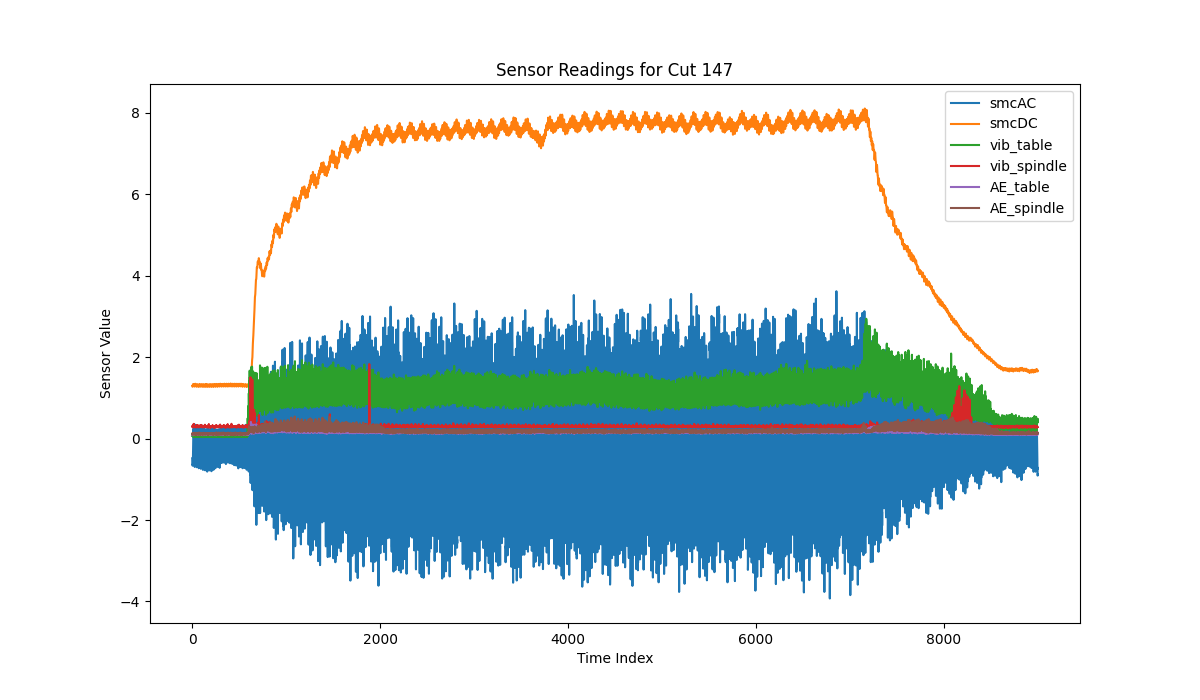 Sensor Readings for Cut 147
smcAC
smcDC
vib_table
vib_spindle
AE_table
AE_spindle
8
6
4
2
0
−2
−4
Sensor Value
0 2000 4000 6000 8000
Time Index